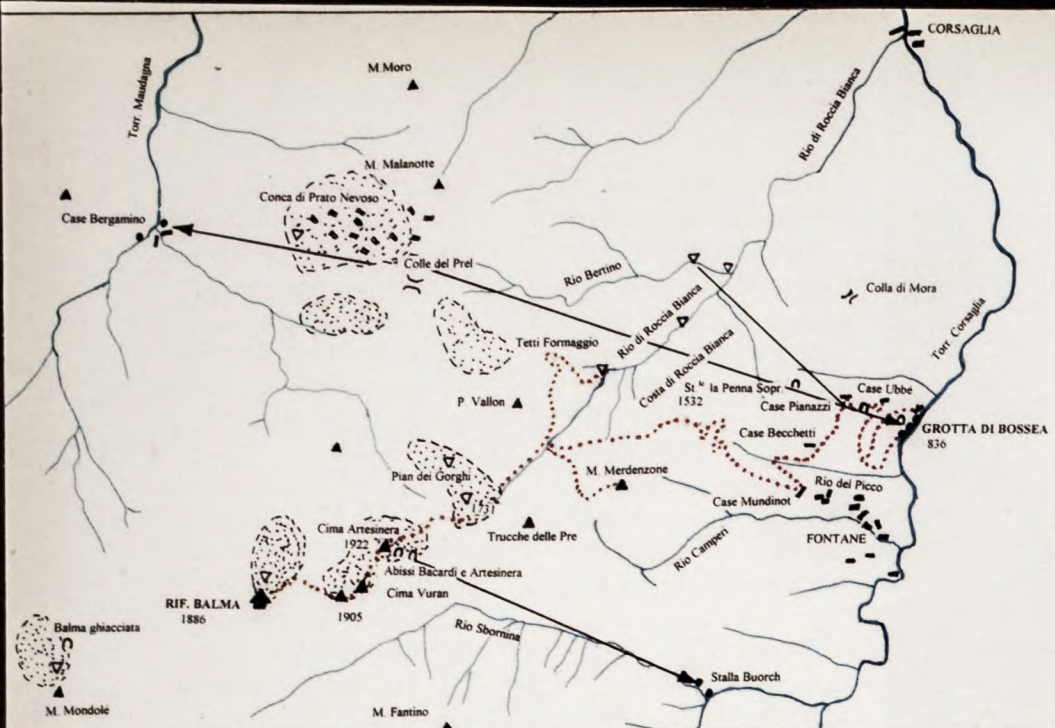 CORSAGLIA
M.Moro
Torr. Maudagna
Rio di Roccia Bianca
M. Malanotte
Conca di Prato Nevoso
Case Bergamino
Colle del Prel
Rio Bertino
Colla di Mora
Torr. Corsaglia
Rio di Roccia Bianca
Tetti Formaggio
Costa di Roccia Bianca
St.le la Penna Sopr.
1532
Case Ubbé
Case Pianazzi
P. Vallon
GROTTA DI BOSSEA
836
Case Becchetti
Pian dei Gorghi
1731
M. Merdenzone
Rio del Picco
Case Mundinot
Cima Artesinera
1922
Trucche delle Pre
FONTANE
Rio Camperi
Abissi Bacardi e Artesinera
Cima Vuran
RIF. BALMA
1886
1905
Balma ghiacciata
Rio Sbornina
Stalla Buorch
M. Mondolé
M. Fantino